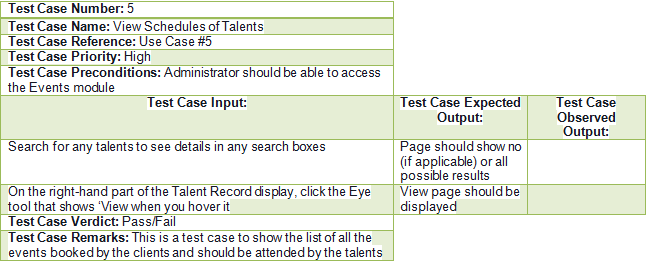 Test Case Number: 5
Test Case Name: View Schedules of Talents
Test Case Reference: Use Case #5
Test Case Priority: High
Test Case Preconditions: Administrator should be able to access
the Events module
Test Case Input:
Test Case Expected
Output:
Test Case
Observed
Output:
Search for any talents to see details in any search boxes
Page should show no
(if applicable) or all
possible results
On the right-hand part of the Talent Record display, click the Eye
tool that shows ‘View when you hover it
View page should be
displayed
Test Case Verdict: Pass/Fail
Test Case Remarks: This is a test case to show the list of all the
events booked by the clients and should be attended by the talents